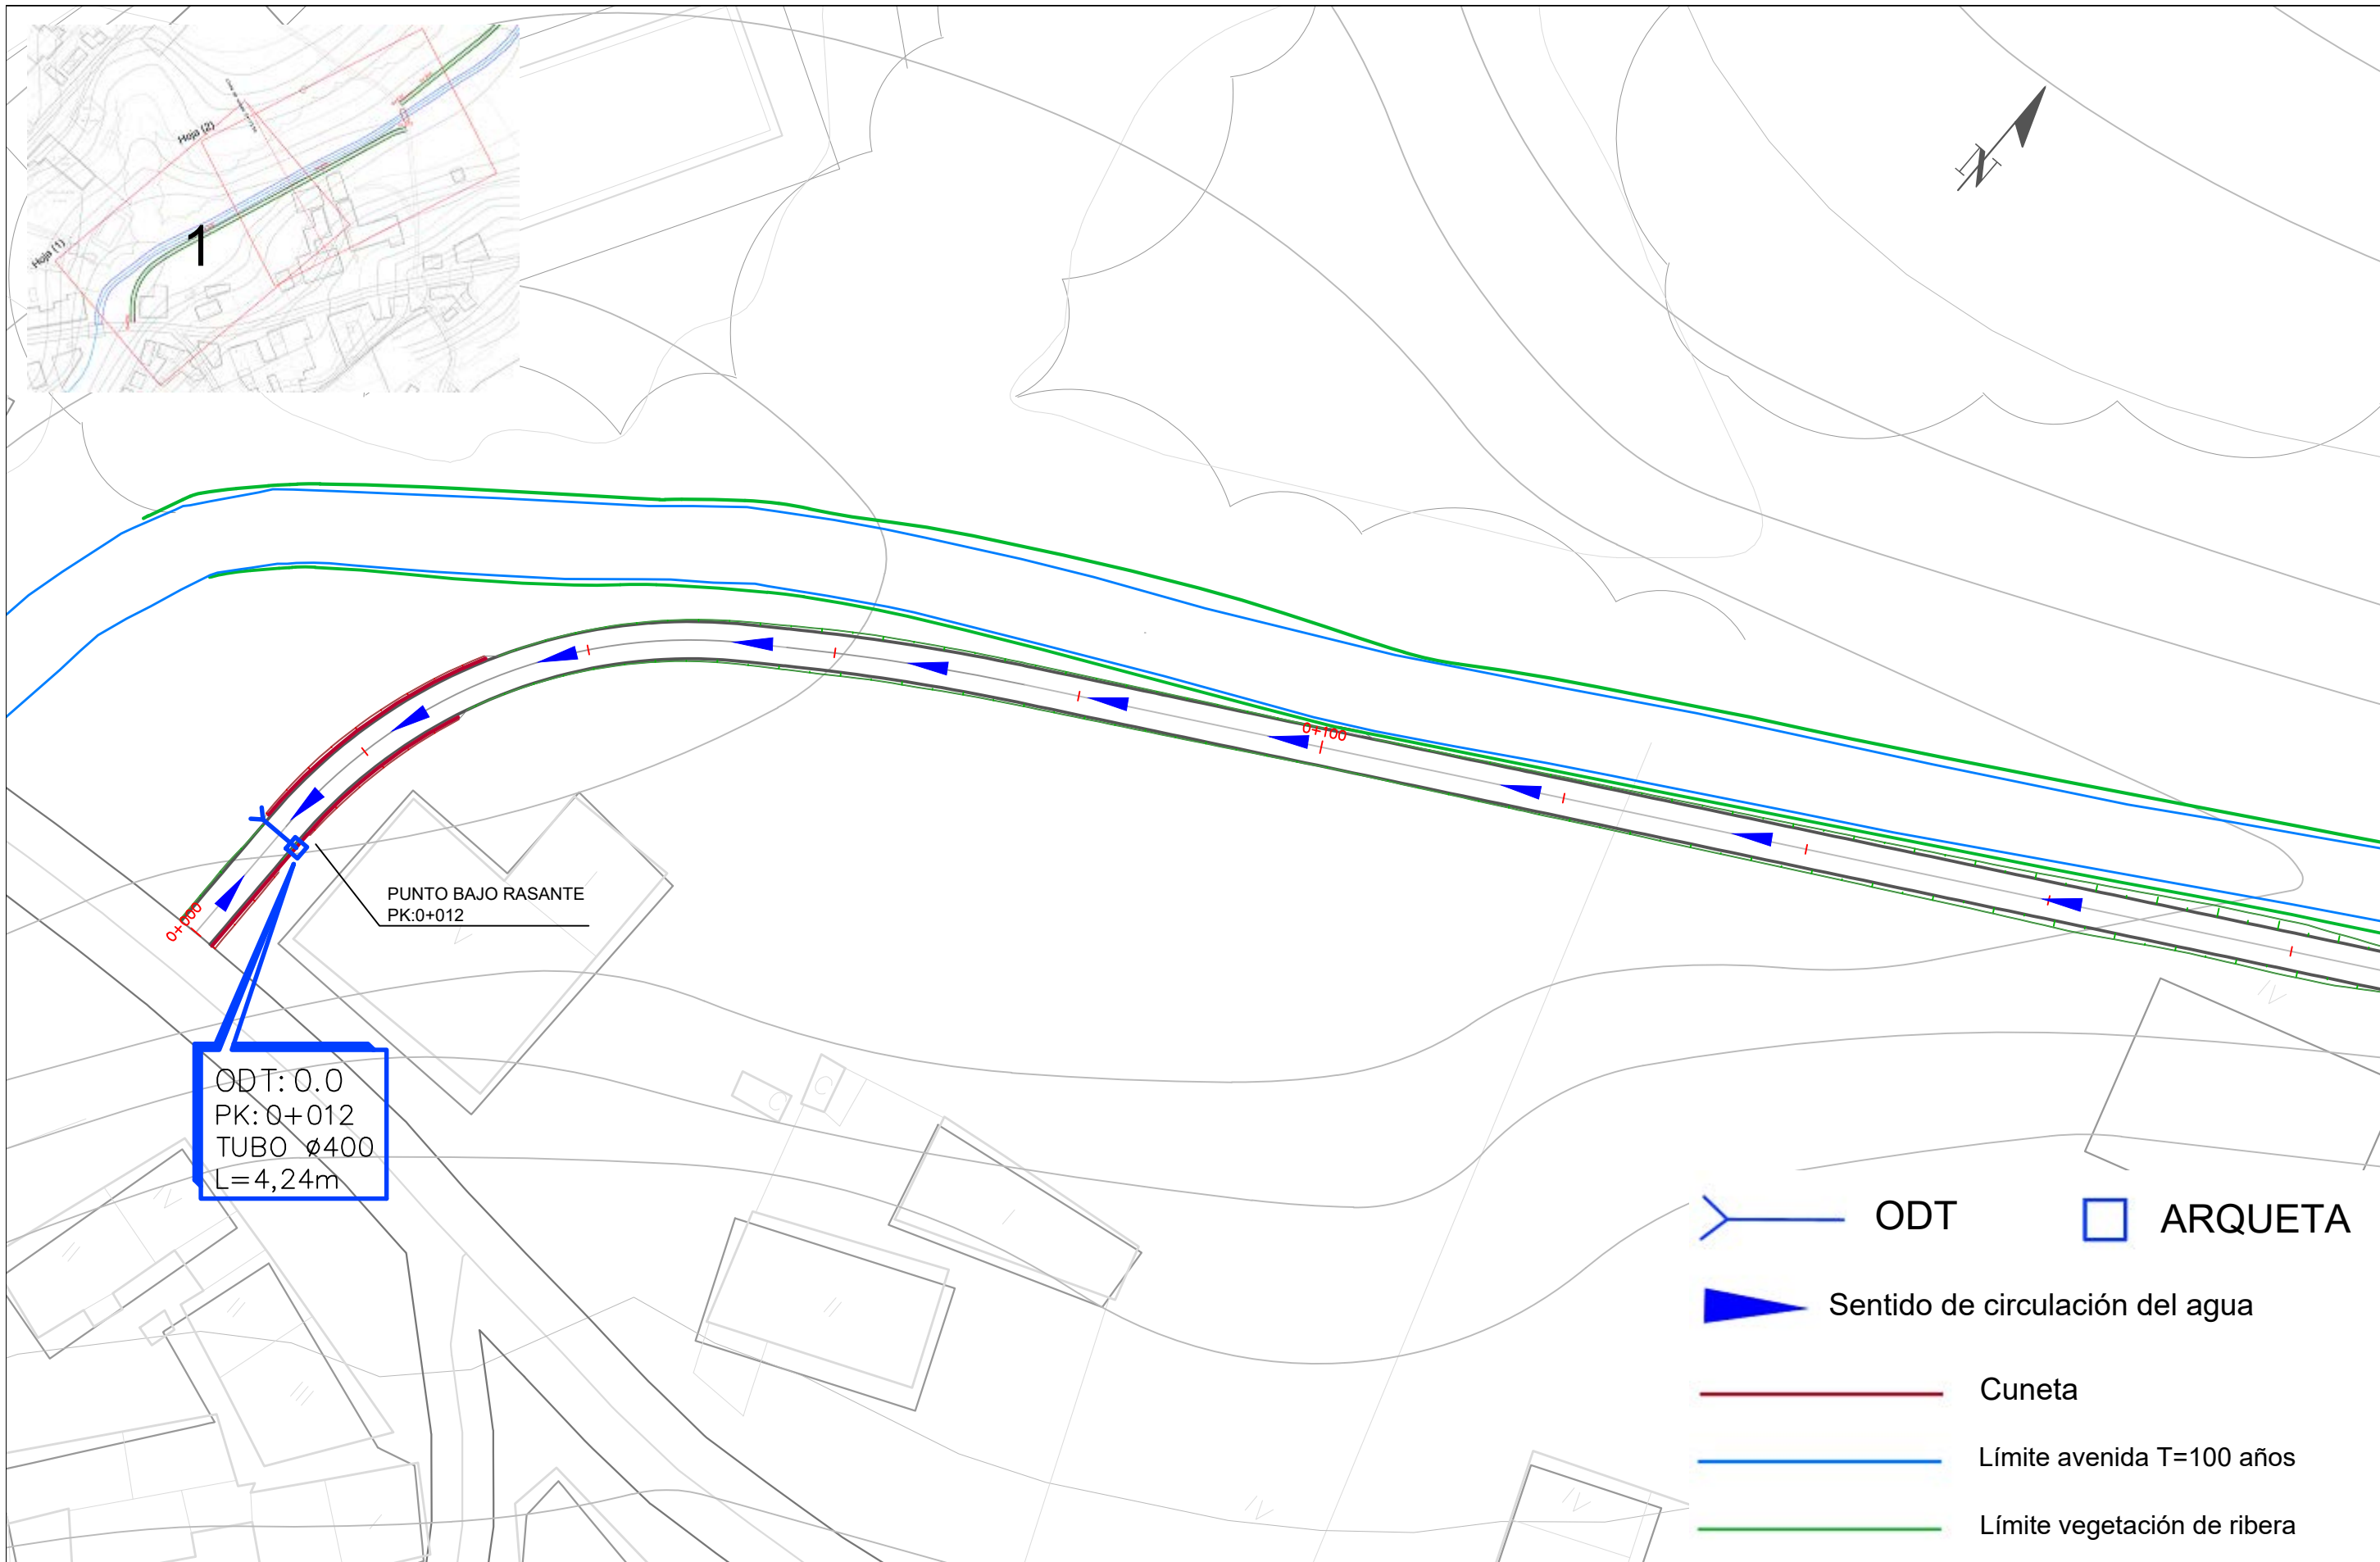 Hoja (2)
Hoja (1)
1
N
0+100
0+000
PUNTO BAJO RASANTE
PK:0+012
ODT: 0.0
PK: 0+012
TUBO ø400
L=4,24m
ODT
ARQUETA
Sentido de circulación del agua
Cuneta
Límite avenida T=100 años
Límite vegetación de ribera